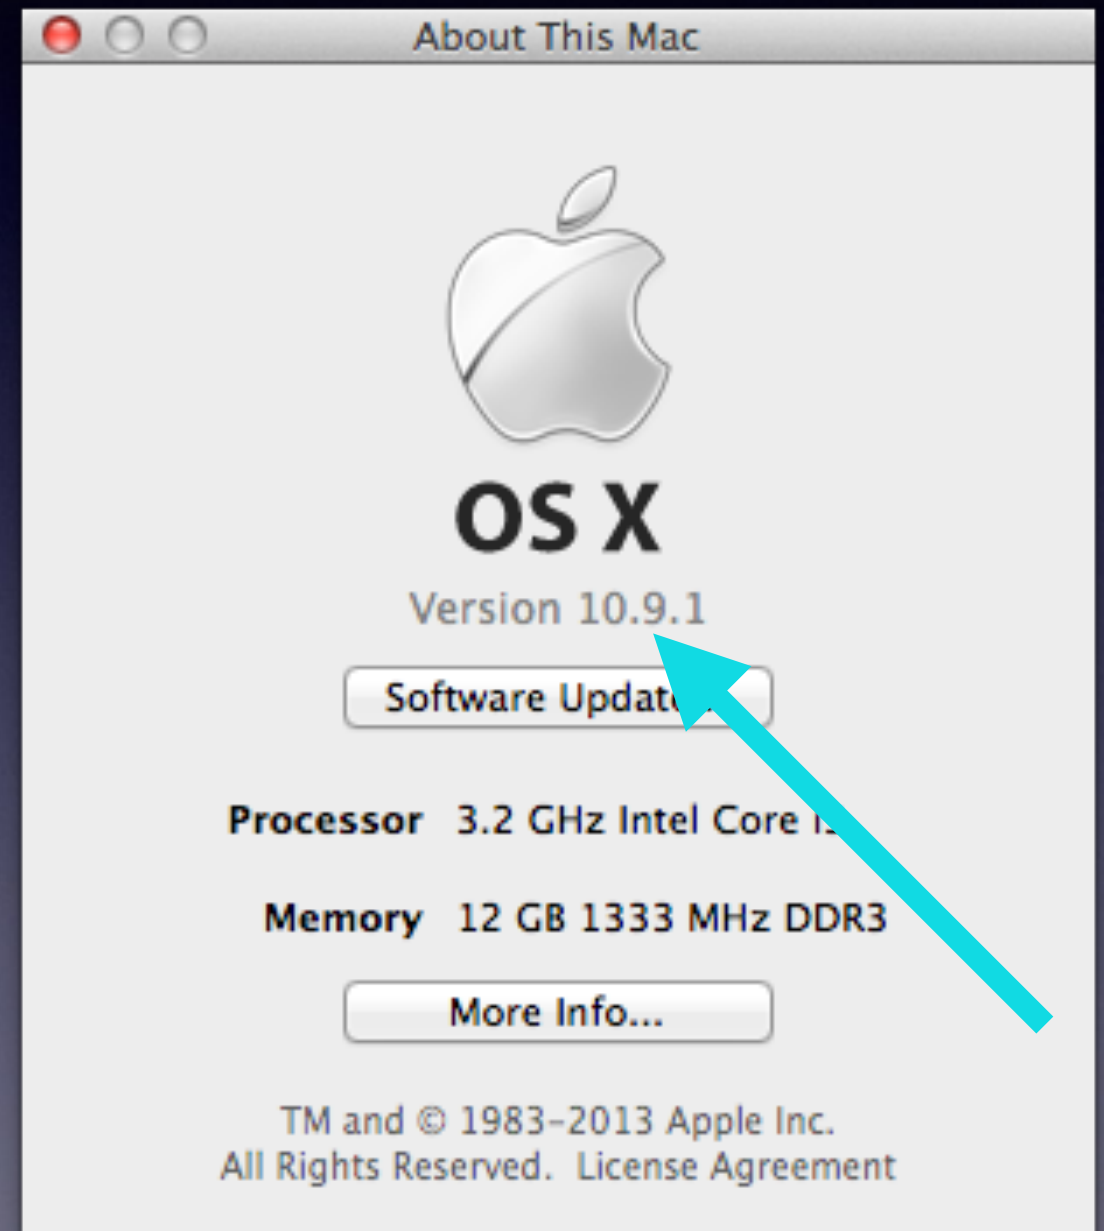 About This Mac
OS X
Version 10.9.1
Software Updat
Processor 3.2 GHz Intel Core
Memory 12 GB 1333 MHz DDR3
More Info...
TM and © 1983–2013 Apple Inc.
All Rights Reserved. License Agreement